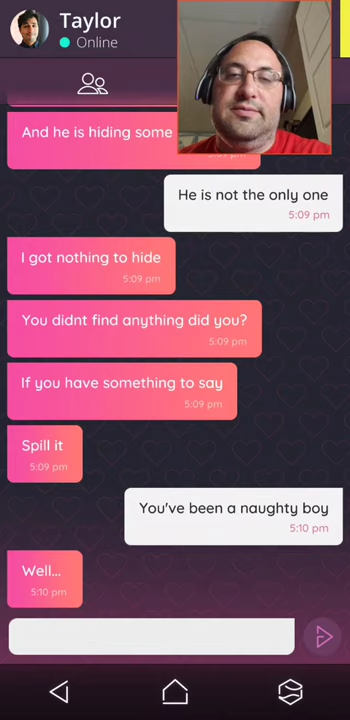 Taylor
Online
And he is hiding some
5:09 pm
He is not the only one
5:09 pm
I got nothing to hide
5:09 pm
You didnt find anything did you?
5:09 pm
If you have something to say
5:09 pm
Spill it
5:09 pm
You've been a naughty boy
5:10 pm
Well...
5:10 pm